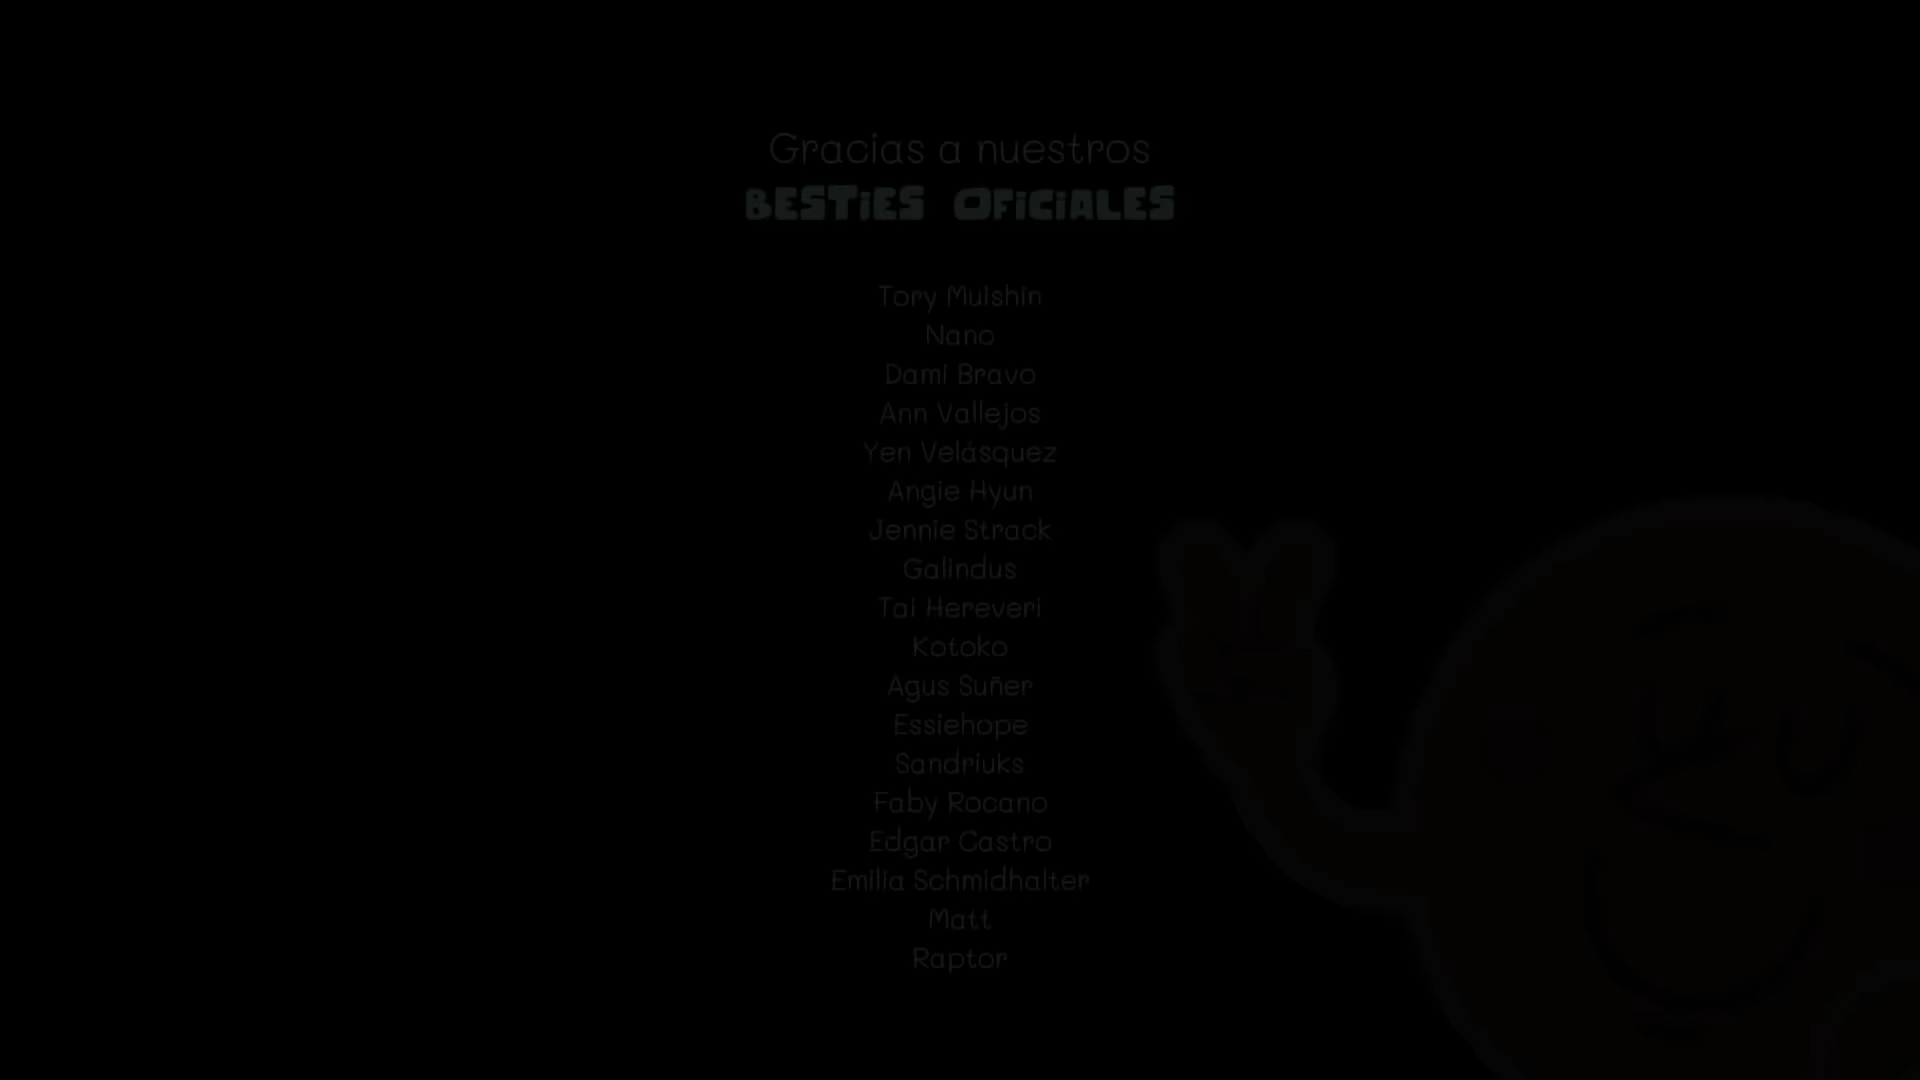 Gracias a nuestros
BESTiES OFiCiALES
Tory Muishin
Nano
Dami Bravo
Ann Vallejos
Yen Velásquez
Angie Hyun
Jennie Strack
Galindus
Tai Hereveri
Kotoko
Agus Suñer
Essiehope
Sandriuks
Faby Rocano
Edgar Castro
Emilia Schmidhalter
Matt
Raptor